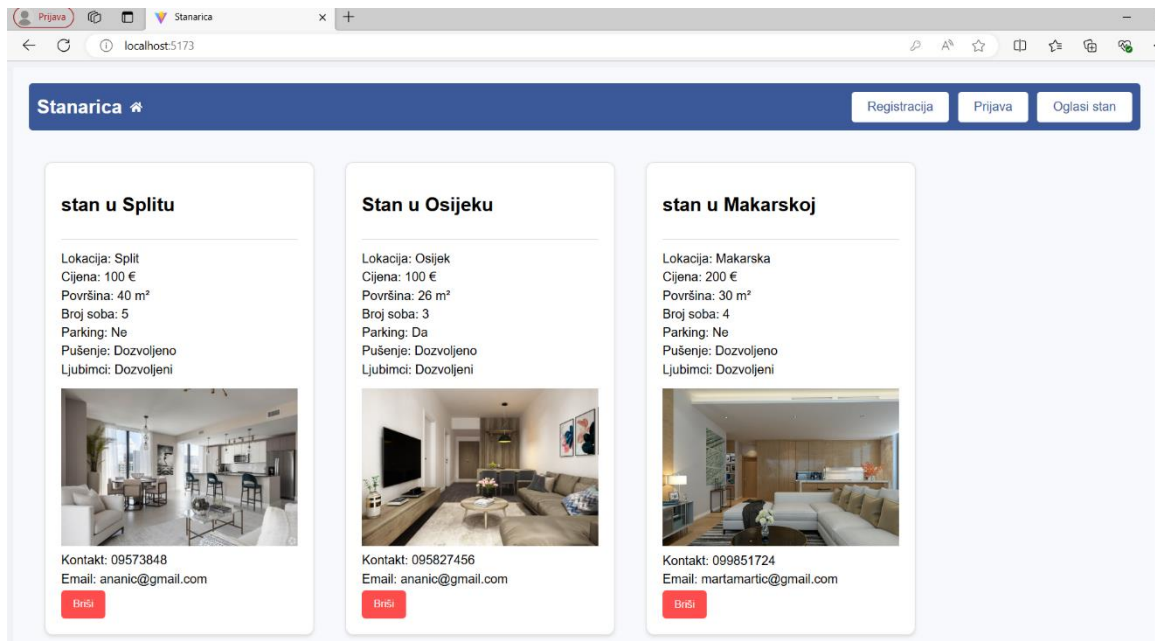 Prijava
Stanarica
localhost:5173
Stanarica
Registracija
Prijava
Oglasi stan
stan u Splitu
Lokacija: Split
Cijena: 100 €
Površina: 40 m²
Broj soba: 5
Parking: Ne
Pušenje: Dozvoljeno
Ljubimci: Dozvoljeni
Kontakt: 09573848
Email: ananic@gmail.com
Briši
Stan u Osijeku
Lokacija: Osijek
Cijena: 100 €
Površina: 26 m²
Broj soba: 3
Parking: Da
Pušenje: Dozvoljeno
Ljubimci: Dozvoljeni
Kontakt: 095827456
Email: ananic@gmail.com
Briši
stan u Makarskoj
Lokacija: Makarska
Cijena: 200 €
Površina: 30 m²
Broj soba: 4
Parking: Ne
Pušenje: Dozvoljeno
Ljubimci: Dozvoljeni
Kontakt: 099851724
Email: martamartic@gmail.com
Briši